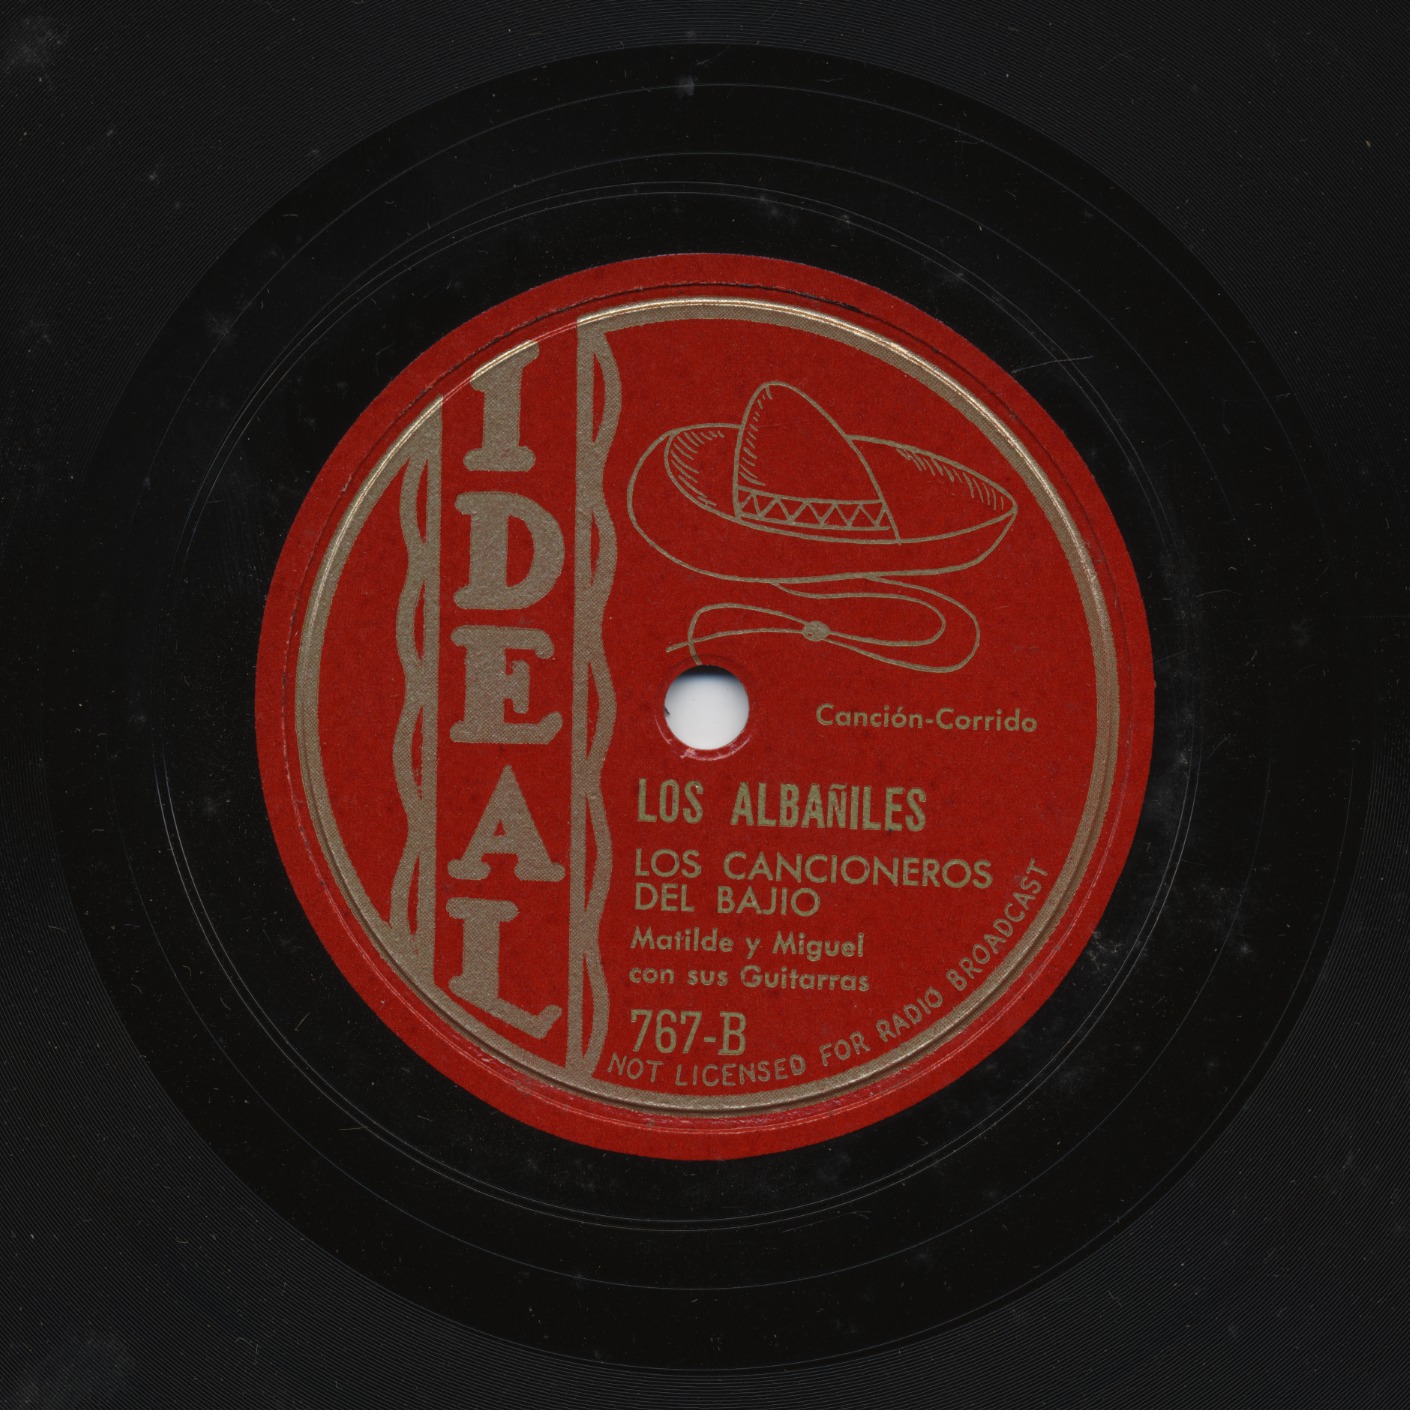 IDEAL
Canción-Corrido
LOS ALBAÑILES
LOS CANCIONEROS
DEL BAJIO
Matilde y Miguel
con sus Guitarras
767-B
NOT LICENSED FOR RADIO BROADCAST